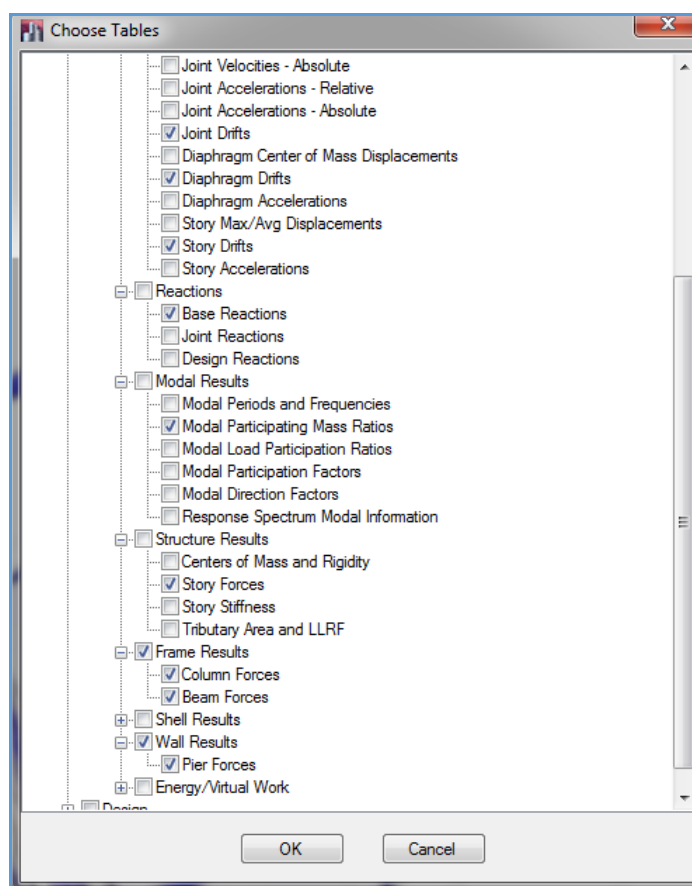 Choose Tables
Joint Velocities - Absolute
Joint Accelerations - Relative
Joint Accelerations - Absolute
Joint Drifts
Diaphragm Center of Mass Displacements
Diaphragm Drifts
Diaphragm Accelerations
Story Max/Avg Displacements
Story Drifts
Story Accelerations
Reactions
Base Reactions
Joint Reactions
Design Reactions
Modal Results
Modal Periods and Frequencies
Modal Participating Mass Ratios
Modal Load Participation Ratios
Modal Participation Factors
Modal Direction Factors
Response Spectrum Modal Information
Structure Results
Centers of Mass and Rigidity
Story Forces
Story Stiffness
Tributary Area and LLRF
Frame Results
Column Forces
Beam Forces
Shell Results
Wall Results
Pier Forces
Energy/Virtual Work
Design
OK Cancel